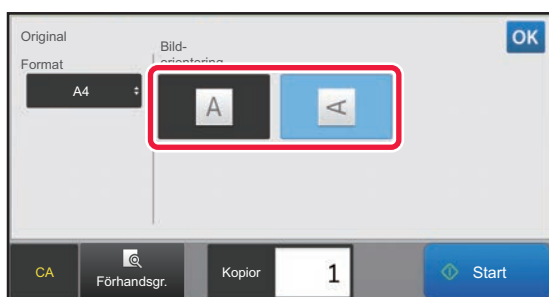 Original
Format
A4
Bild-
orientering
A
A
OK
CA
Förhandsgr.
Kopior
1
Start